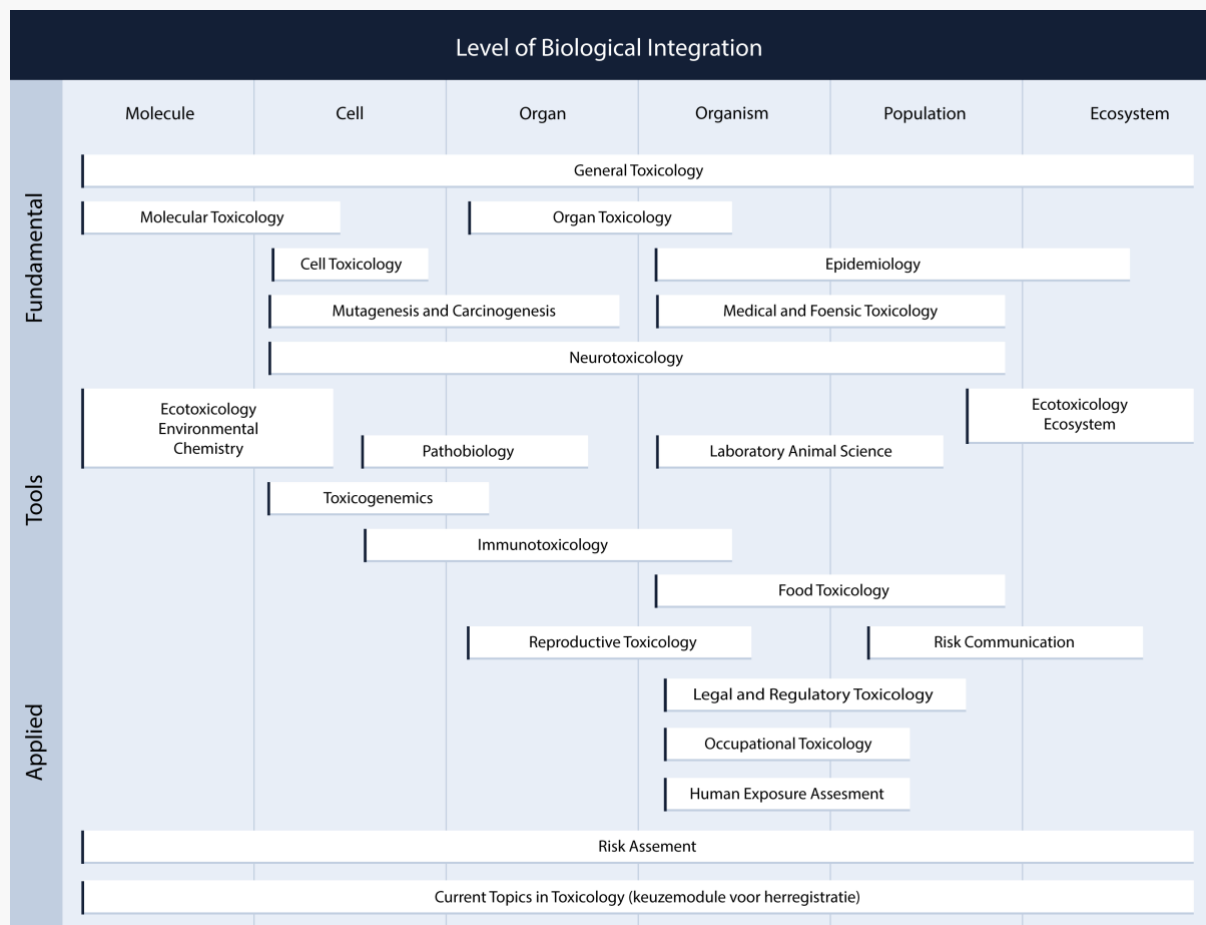 Level of Biological Integration
Molecule
Cell
Organ
Organism
Population
Ecosystem
Fundamental
General Toxicology
Molecular Toxicology
Organ Toxicology
Cell Toxicology
Epidemiology
Mutagenesis and Carcinogenesis
Medical and Foensic Toxicology
Neurotoxicology
Tools
Ecotoxicology
Environmental
Chemistry
Ecotoxicology
Ecosystem
Pathobiology
Laboratory Animal Science
Toxicogenemics
Immunotoxicology
Food Toxicology
Applied
Reproductive Toxicology
Risk Communication
Legal and Regulatory Toxicology
Occupational Toxicology
Human Exposure Assesment
Risk Assement
Current Topics in Toxicology (keuzemodule voor herregistratie)